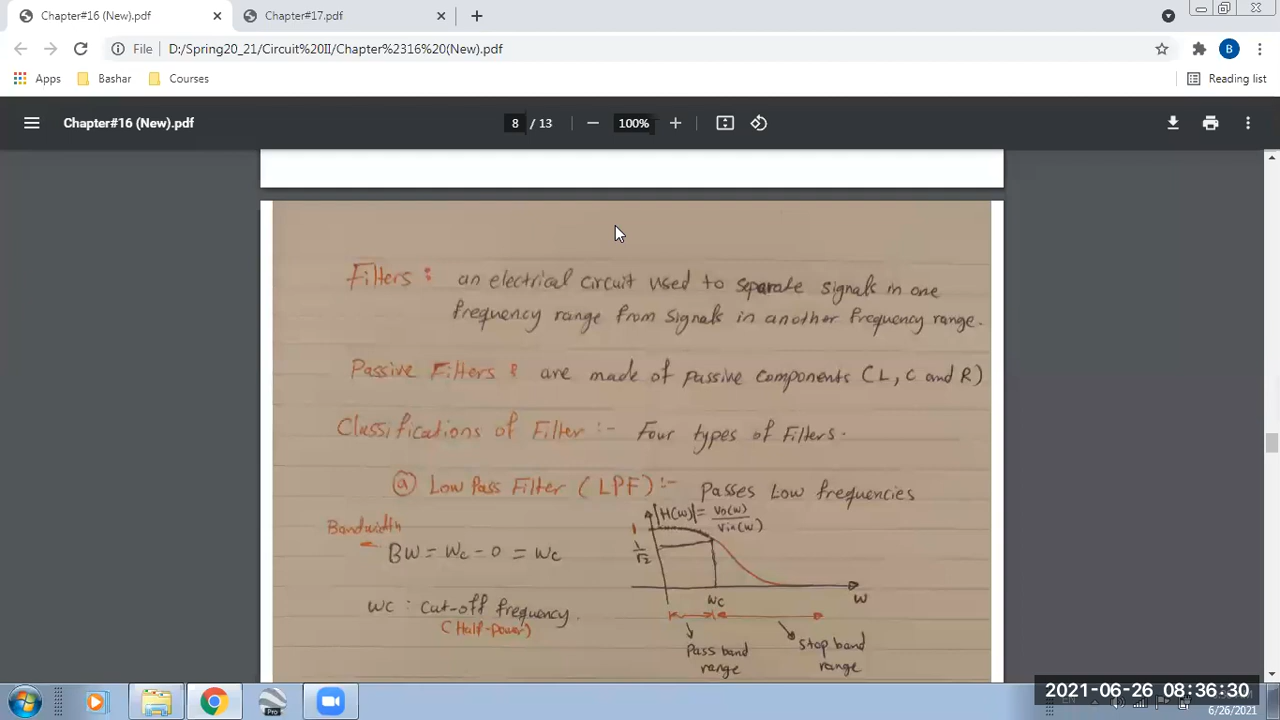 Chapter#16 (New).pdf
Chapter#17.pdf
File
D:/Spring20_21/Circuit%20II/Chapter%2316%20(New).pdf
B
Apps
Bashar
Courses
Reading list
Chapter#16 (New).pdf
8 / 13
100%
Filters : an electrical circuit used to separate signals in one
frequency range from signals in another frequency range.
Passive Filters : are made of passive components (L, C and R)
Classifications of Filter :- Four types of Filters.
(a) Low Pass Filter (LPF) :- Passes Low frequencies
|H(w)| = Vo(w)/Vin(w)
1
1/√2
Bandwidth
BW = Wc - 0 = Wc
Wc
W
Wc : Cut-off frequency.
(Half-power)
Pass band
range
Stop band
range
Pro
EN
2021-06-26 08:36:30
6/26/2021